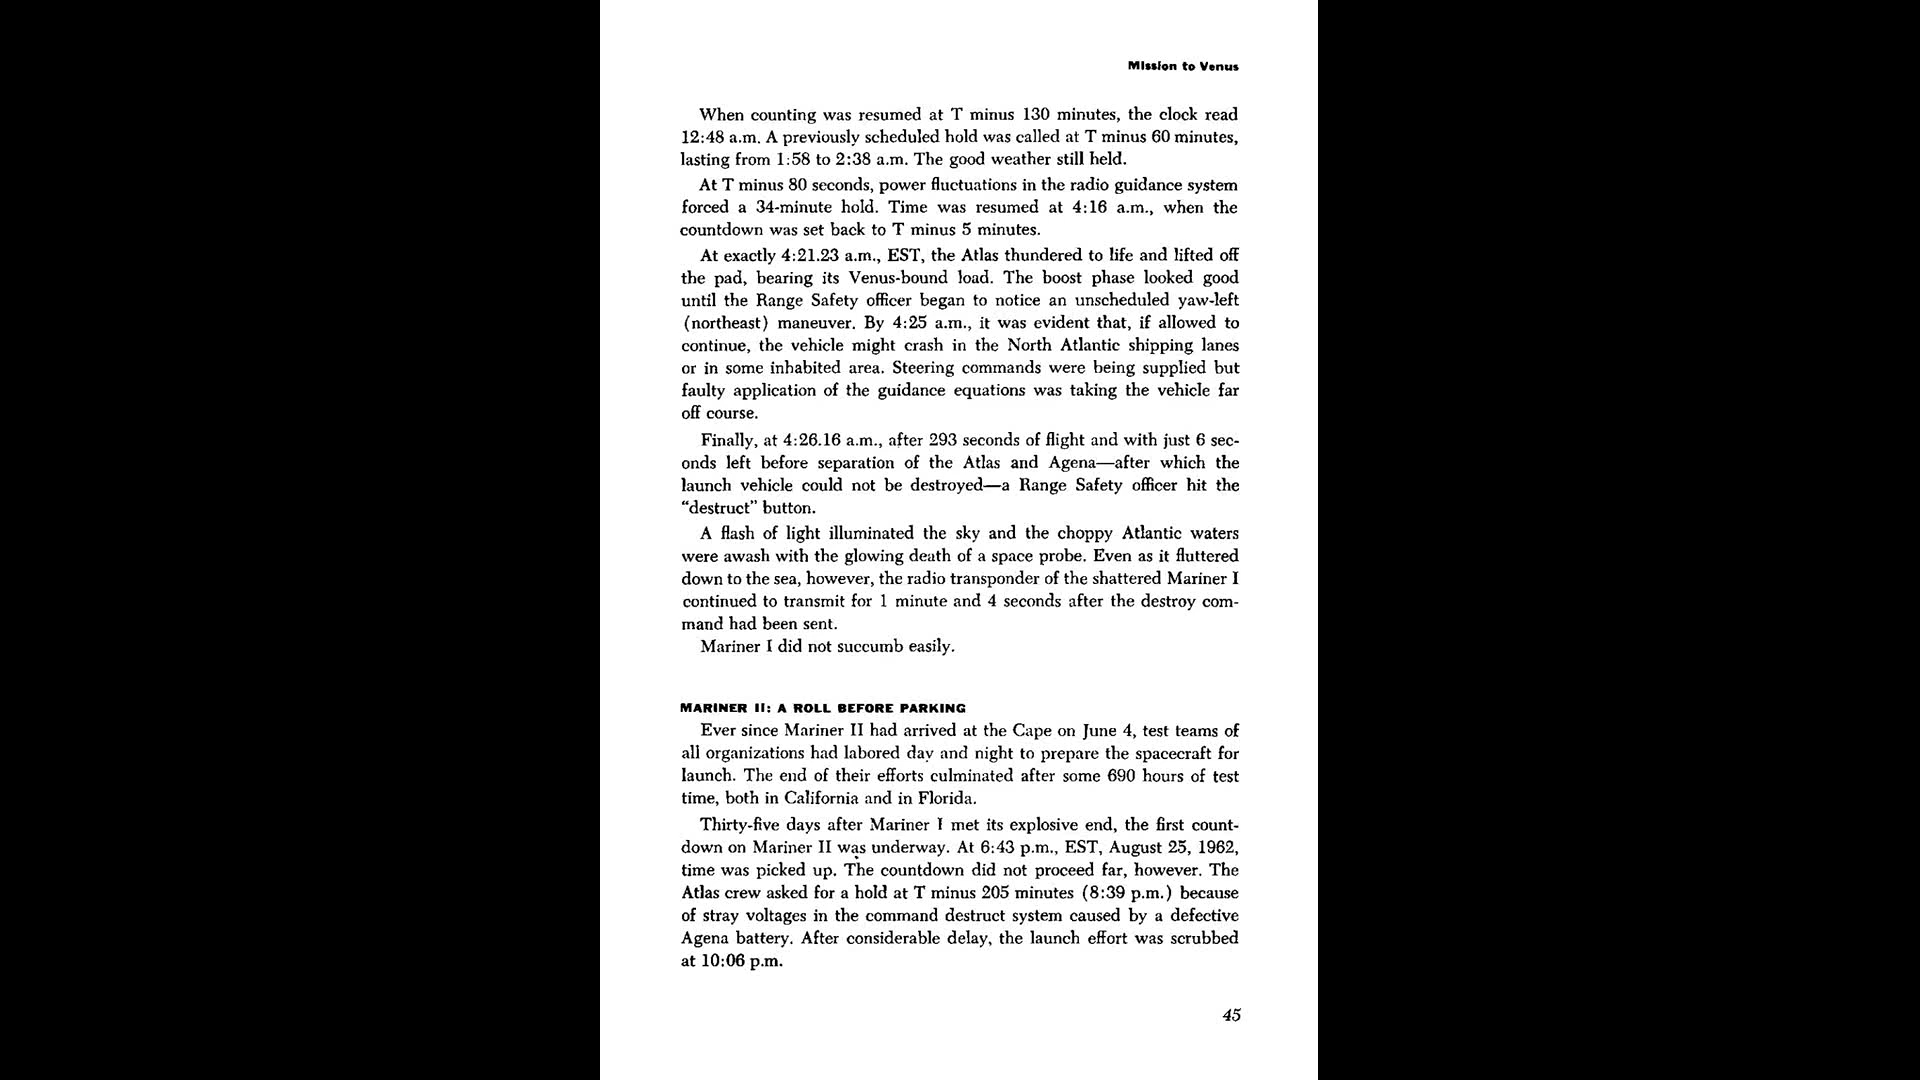 Mission to Venus
When counting was resumed at T minus 130 minutes, the clock read
12:48 a.m. A previously scheduled hold was called at T minus 60 minutes,
lasting from 1:58 to 2:38 a.m. The good weather still held.
At T minus 80 seconds, power fluctuations in the radio guidance system
forced a 34-minute hold. Time was resumed at 4:16 a.m., when the
countdown was set back to T minus 5 minutes.
At exactly 4:21.23 a.m., EST, the Atlas thundered to life and lifted off
the pad, bearing its Venus-bound load. The boost phase looked good
until the Range Safety officer began to notice an unscheduled yaw-left
(northeast) maneuver. By 4:25 a.m., it was evident that, if allowed to
continue, the vehicle might crash in the North Atlantic shipping lanes
or in some inhabited area. Steering commands were being supplied but
faulty application of the guidance equations was taking the vehicle far
off course.
Finally, at 4:26.16 a.m., after 293 seconds of flight and with just 6 sec-
onds left before separation of the Atlas and Agena—after which the
launch vehicle could not be destroyed—a Range Safety officer hit the
“destruct” button.
A flash of light illuminated the sky and the choppy Atlantic waters
were awash with the glowing death of a space probe. Even as it fluttered
down to the sea, however, the radio transponder of the shattered Mariner I
continued to transmit for 1 minute and 4 seconds after the destroy com-
mand had been sent.
Mariner I did not succumb easily.
MARINER II: A ROLL BEFORE PARKING
Ever since Mariner II had arrived at the Cape on June 4, test teams of
all organizations had labored day and night to prepare the spacecraft for
launch. The end of their efforts culminated after some 690 hours of test
time, both in California and in Florida.
Thirty-five days after Mariner I met its explosive end, the first count-
down on Mariner II was underway. At 6:43 p.m., EST, August 25, 1962,
time was picked up. The countdown did not proceed far, however. The
Atlas crew asked for a hold at T minus 205 minutes (8:39 p.m.) because
of stray voltages in the command destruct system caused by a defective
Agena battery. After considerable delay, the launch effort was scrubbed
at 10:06 p.m.
45